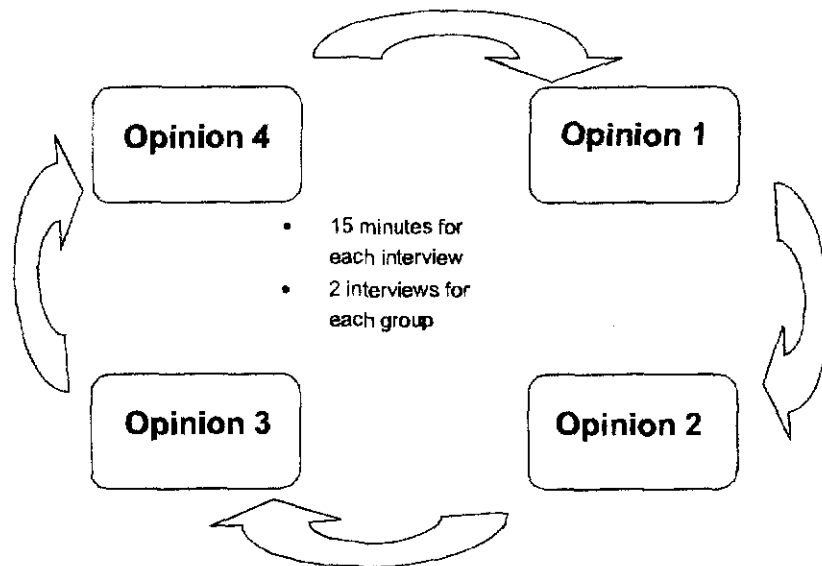 Opinion 4
Opinion 1
• 15 minutes for
each interview
• 2 interviews for
each group
Opinion 3
Opinion 2